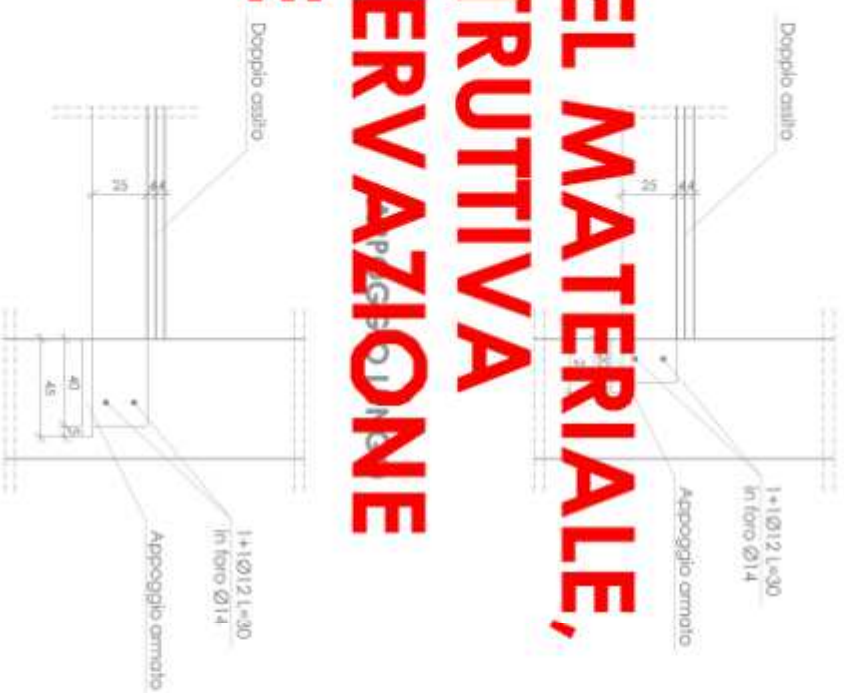 Doppio assito
1+1Ø12 L=30
in foro Ø14
44
25
Appoggio armato
EL MATERIALE,
TRUTTIVA
ERVAZIONE
Doppio assito
1+1Ø12 L=30
in foro Ø14
44
25
Appoggio armato
40
5
45